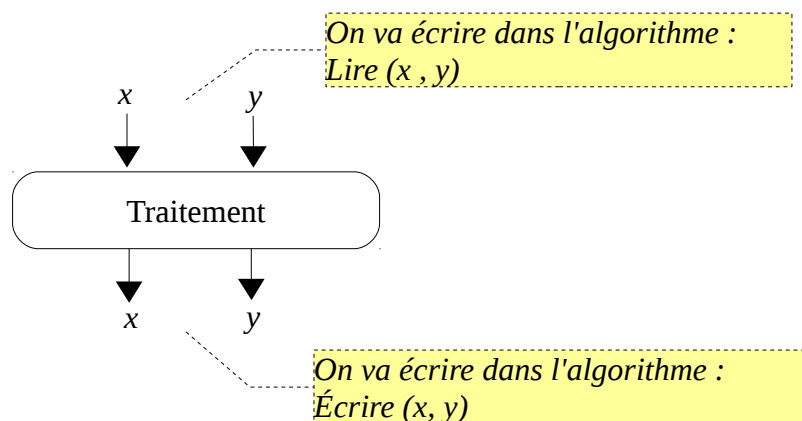 On va écrire dans l'algorithme :
Lire (x , y)
x y
Traitement
x y
On va écrire dans l'algorithme :
Écrire (x, y)